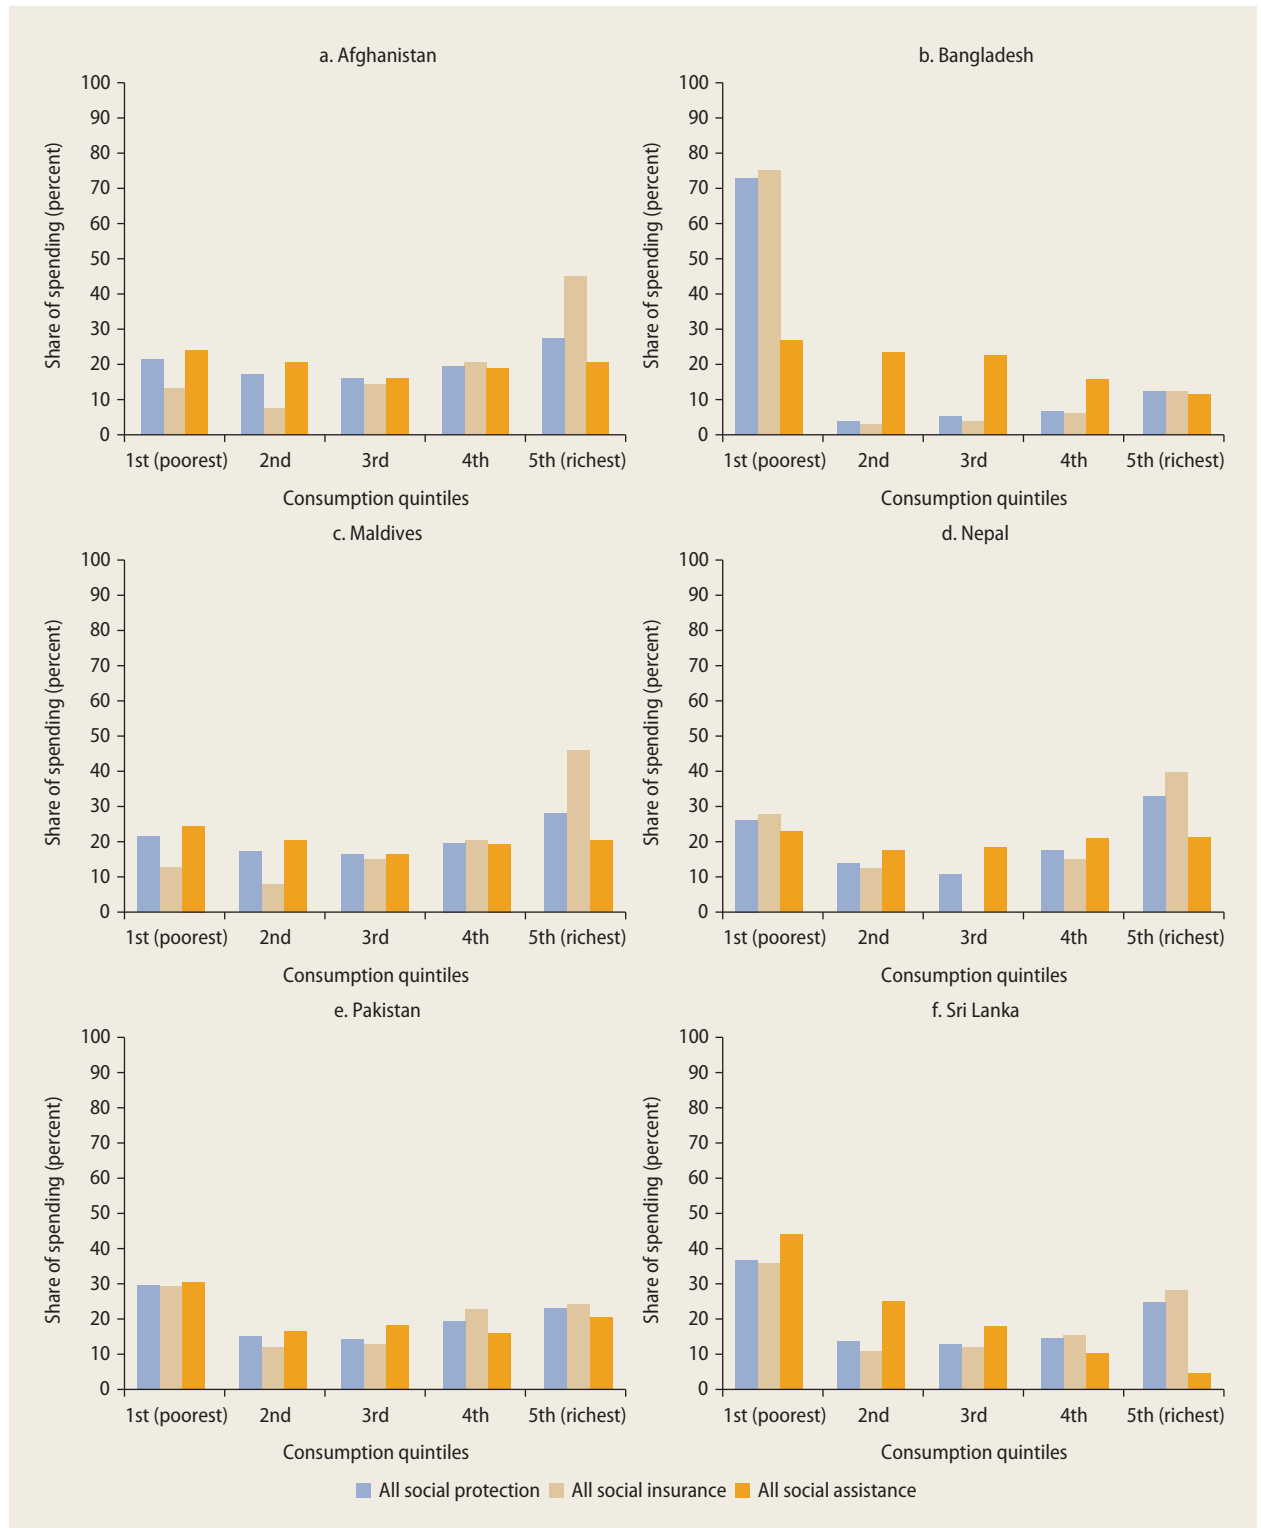 a. Afghanistan
Share of spending (percent)
100
90
80
70
60
50
40
30
20
10
0
1st (poorest) 2nd 3rd 4th 5th (richest)
Consumption quintiles
b. Bangladesh
Share of spending (percent)
100
90
80
70
60
50
40
30
20
10
0
1st (poorest) 2nd 3rd 4th 5th (richest)
Consumption quintiles
c. Maldives
Share of spending (percent)
100
90
80
70
60
50
40
30
20
10
0
1st (poorest) 2nd 3rd 4th 5th (richest)
Consumption quintiles
d. Nepal
Share of spending (percent)
100
90
80
70
60
50
40
30
20
10
0
1st (poorest) 2nd 3rd 4th 5th (richest)
Consumption quintiles
e. Pakistan
Share of spending (percent)
100
90
80
70
60
50
40
30
20
10
0
1st (poorest) 2nd 3rd 4th 5th (richest)
Consumption quintiles
f. Sri Lanka
Share of spending (percent)
100
90
80
70
60
50
40
30
20
10
0
1st (poorest) 2nd 3rd 4th 5th (richest)
Consumption quintiles
All social protection All social insurance All social assistance